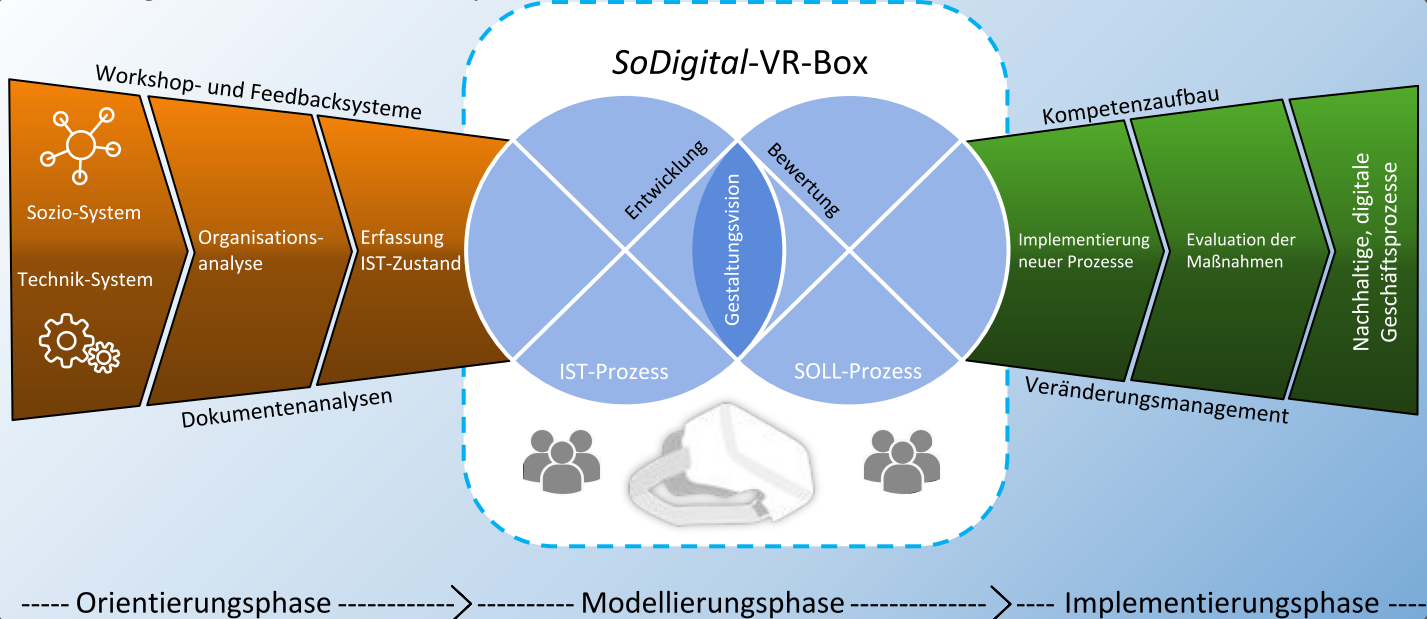 SoDigital-VR-Box
Workshop- und Feedbacksysteme
Sozio-System
Technik-System
Organisations-
analyse
Erfassung
IST-Zustand
Dokumentenanalysen
Entwicklung
Gestaltungsvision
Bewertung
IST-Prozess
SOLL-Prozess
Kompetenzaufbau
Implementierung
neuer Prozesse
Evaluation der
Maßnahmen
Nachhaltige, digitale
Geschäftsprozesse
Veränderungsmanagement
----- Orientierungsphase ------------
------------ Modellierungsphase --------------
---- Implementierungsphase ----